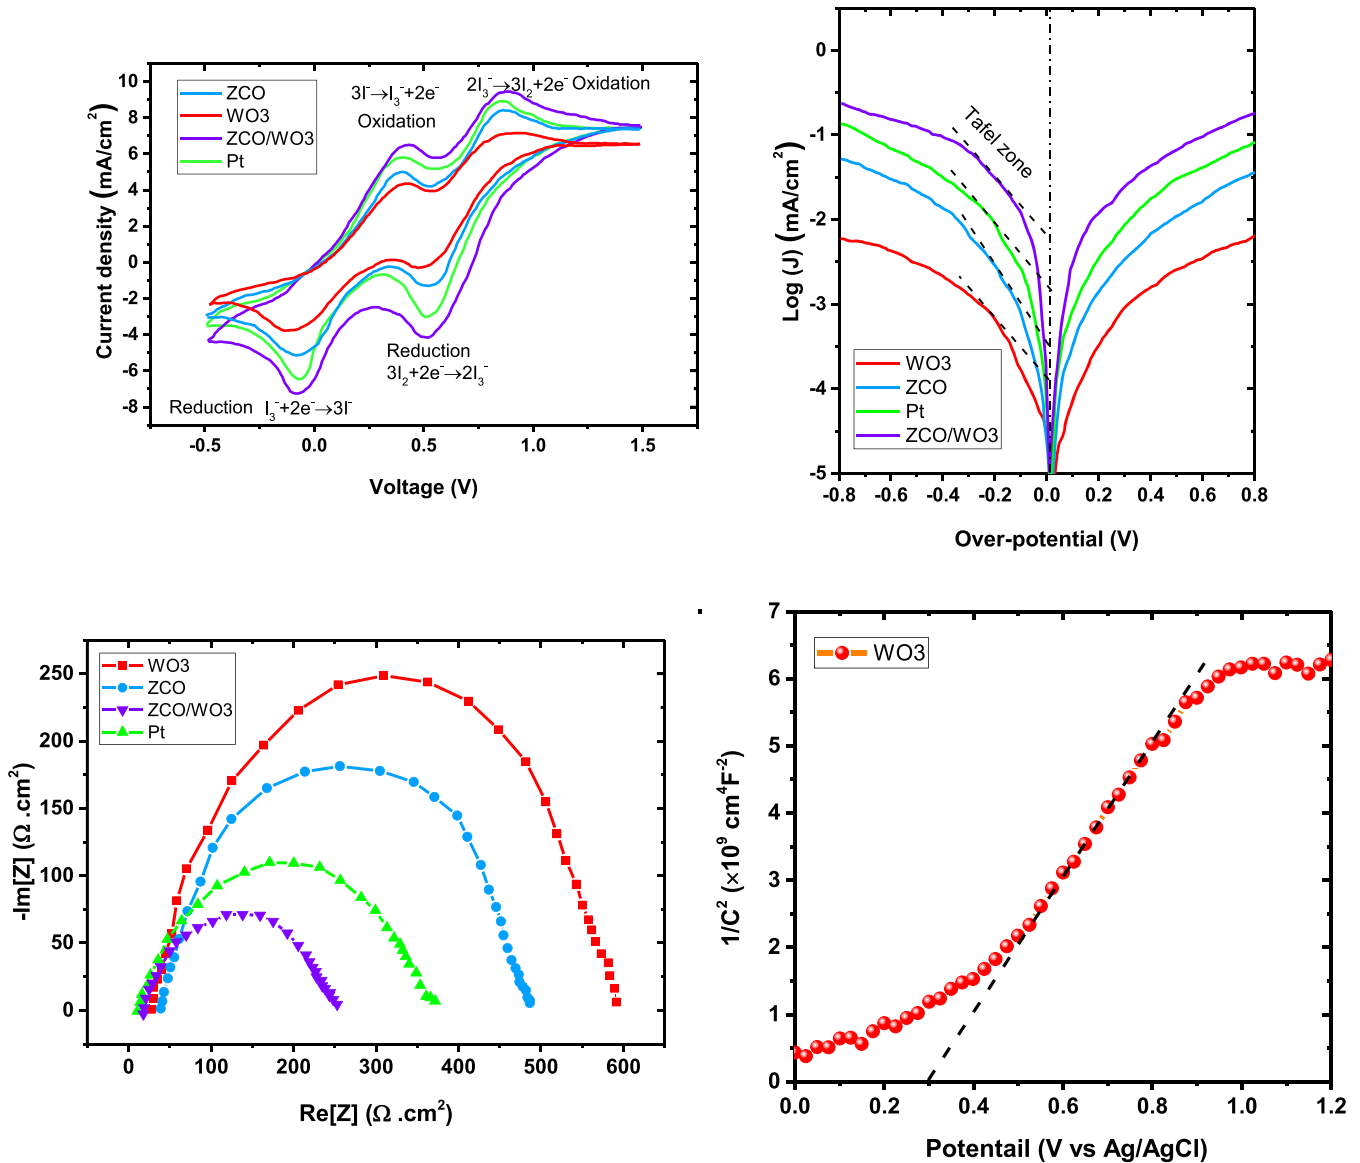 ZCO
WO3
ZCO/WO3
Pt
3I⁻→I₃⁻+2e⁻
Oxidation
2I₃⁻→3I₂+2e⁻ Oxidation
Reduction
3I₂+2e⁻→2I₃⁻
Reduction I₃⁻+2e⁻→3I⁻
10
8
6
4
2
0
-2
-4
-6
-8
Current density (mA/cm²)
-0.5 0.0 0.5 1.0 1.5
Voltage (V)
0
-1
-2
-3
-4
-5
Log (J) (mA/cm²)
Tafel zone
WO3
ZCO
Pt
ZCO/WO3
-0.8 -0.6 -0.4 -0.2 0.0 0.2 0.4 0.6 0.8
Over-potential (V)
WO3
ZCO
ZCO/WO3
Pt
250
200
150
100
50
0
-Im[Z] (Ω .cm²)
0 100 200 300 400 500 600
Re[Z] (Ω .cm²)
WO3
7
6
5
4
3
2
1
0
1/C² (×10⁹ cm⁴F⁻²)
0.0 0.2 0.4 0.6 0.8 1.0 1.2
Potentail (V vs Ag/AgCl)